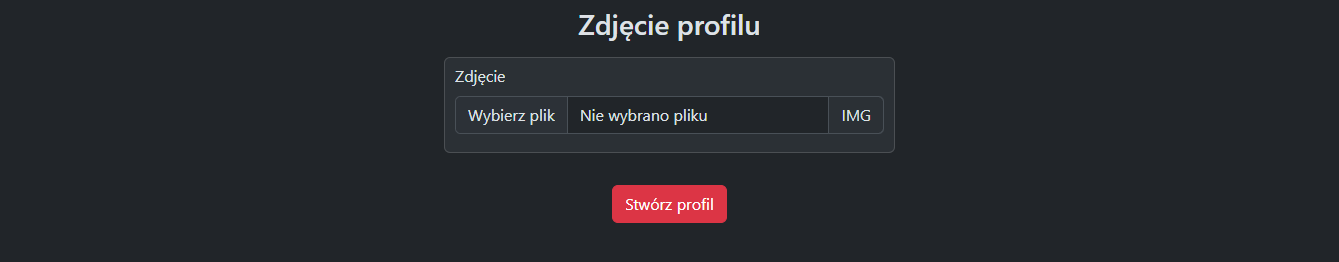 Zdjęcie profilu
Zdjęcie
Wybierz plik Nie wybrano pliku IMG
Stwórz profil